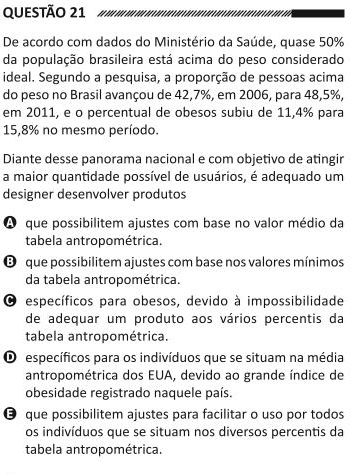 QUESTÃO 21
De acordo com dados do Ministério da Saúde, quase 50%
da população brasileira está acima do peso considerado
ideal. Segundo a pesquisa, a proporção de pessoas acima
do peso no Brasil avançou de 42,7%, em 2006, para 48,5%,
em 2011, e o percentual de obesos subiu de 11,4% para
15,8% no mesmo período.
Diante desse panorama nacional e com objetivo de atingir
a maior quantidade possível de usuários, é adequado um
designer desenvolver produtos
A que possibilitem ajustes com base no valor médio da
tabela antropométrica.
B que possibilitem ajustes com base nos valores mínimos
da tabela antropométrica.
C específicos para obesos, devido à impossibilidade
de adequar um produto aos vários percentis da
tabela antropométrica.
D específicos para os indivíduos que se situam na média
antropométrica dos EUA, devido ao grande índice de
obesidade registrado naquele país.
E que possibilitem ajustes para facilitar o uso por todos
os indivíduos que se situam nos diversos percentis da
tabela antropométrica.